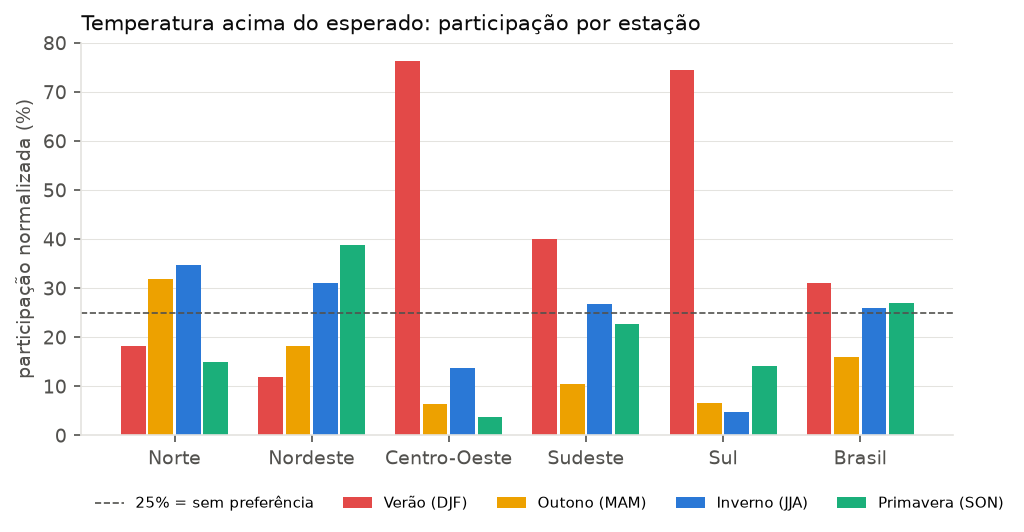 Temperatura acima do esperado: participação por estação
participação normalizada (%)
80
70
60
50
40
30
20
10
0
Norte
Nordeste
Centro-Oeste
Sudeste
Sul
Brasil
25% = sem preferência
Verão (DJF)
Outono (MAM)
Inverno (JJA)
Primavera (SON)